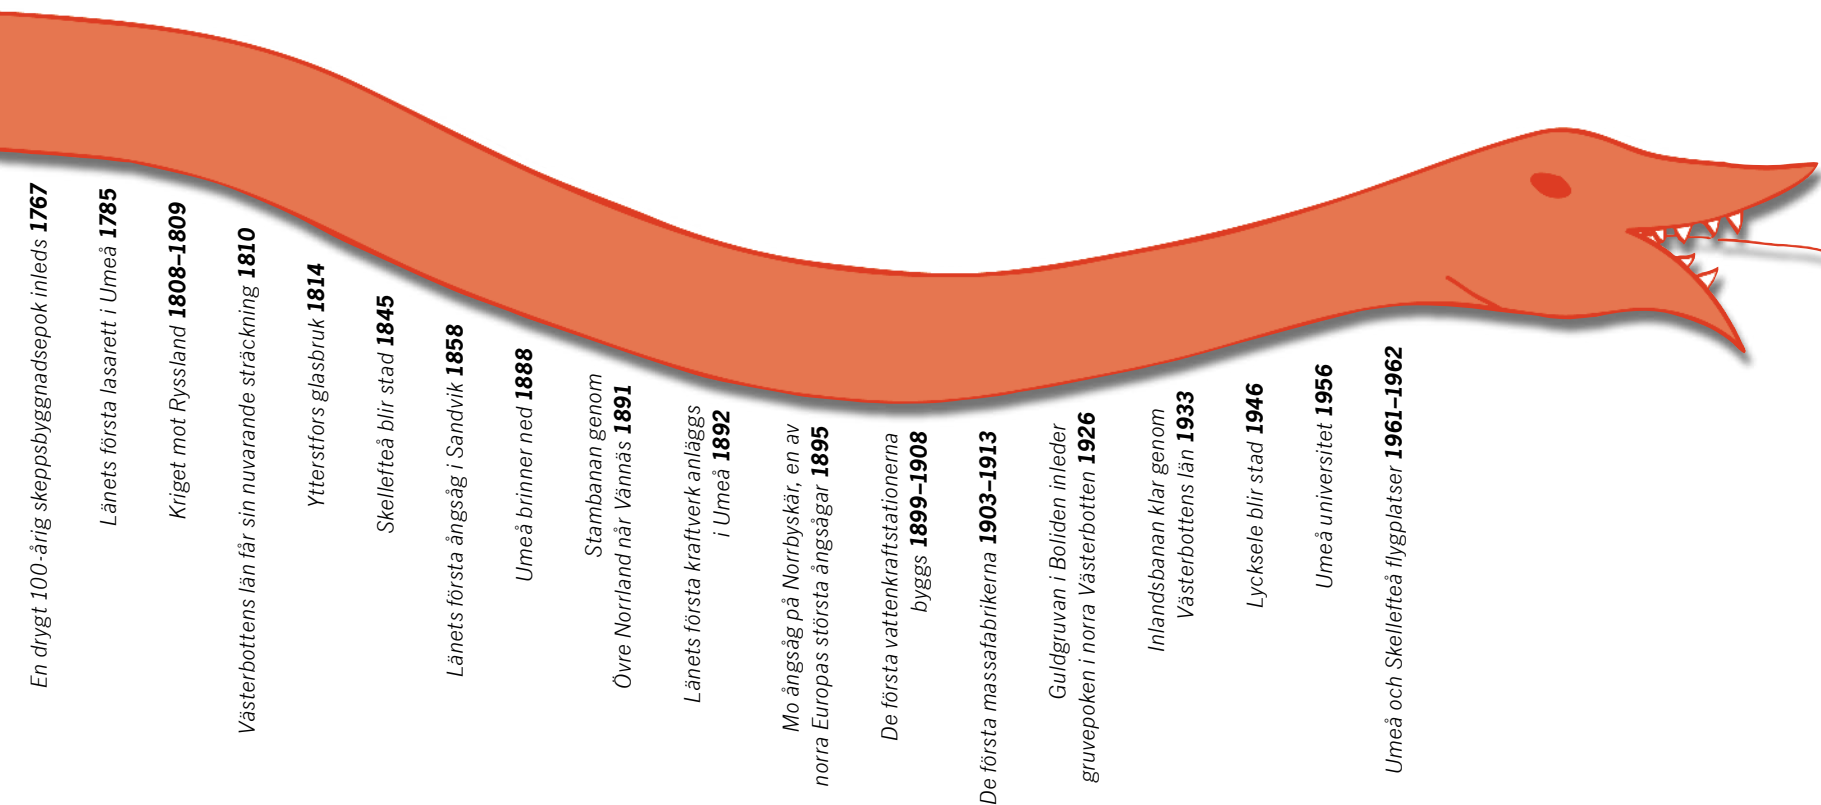 En drygt 100-årig skeppsbyggnadsepok inleds 1767
Länets första lasarett i Umeå 1785
Kriget mot Ryssland 1808–1809
Västerbottens län får sin nuvarande sträckning 1810
Ytterstfors glasbruk 1814
Skellefteå blir stad 1845
Länets första ångsåg i Sandvik 1858
Umeå brinner ned 1888
Stambanan genom
Övre Norrland når Vännäs 1891
Länets första kraftverk anläggs
i Umeå 1892
Mo ångsåg på Norrbyskär, en av
norra Europas största ångsågar 1895
De första vattenkraftstationerna
byggs 1899–1908
De första massafabrikerna 1903–1913
Guldgruvan i Boliden inleder
gruvepoken i norra Västerbotten 1926
Inlandsbanan klar genom
Västerbottens län 1933
Lycksele blir stad 1946
Umeå universitet 1956
Umeå och Skellefteå flygplatser 1961–1962